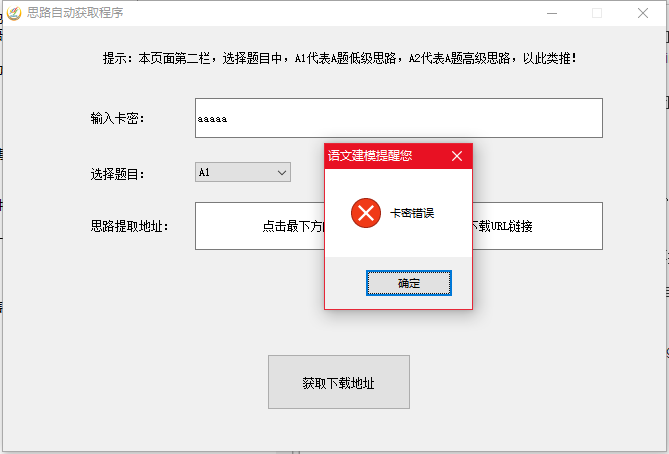 思路自动获取程序
提示：本页面第二栏，选择题目中，A1代表A题低级思路，A2代表A题高级思路，以此类推！
输入卡密：
aaaaa
语文建模提醒您
选择题目：
A1
卡密错误
思路提取地址：
点击最下方
下载URL链接
确定
获取下载地址